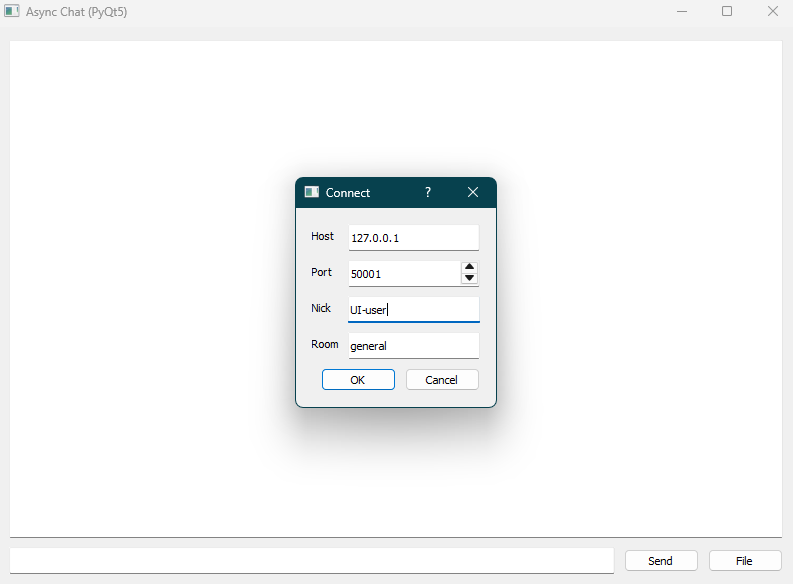 Async Chat (PyQt5)
Connect ?
Host 127.0.0.1
Port 50001
Nick UI-user
Room general
OK Cancel
Send File